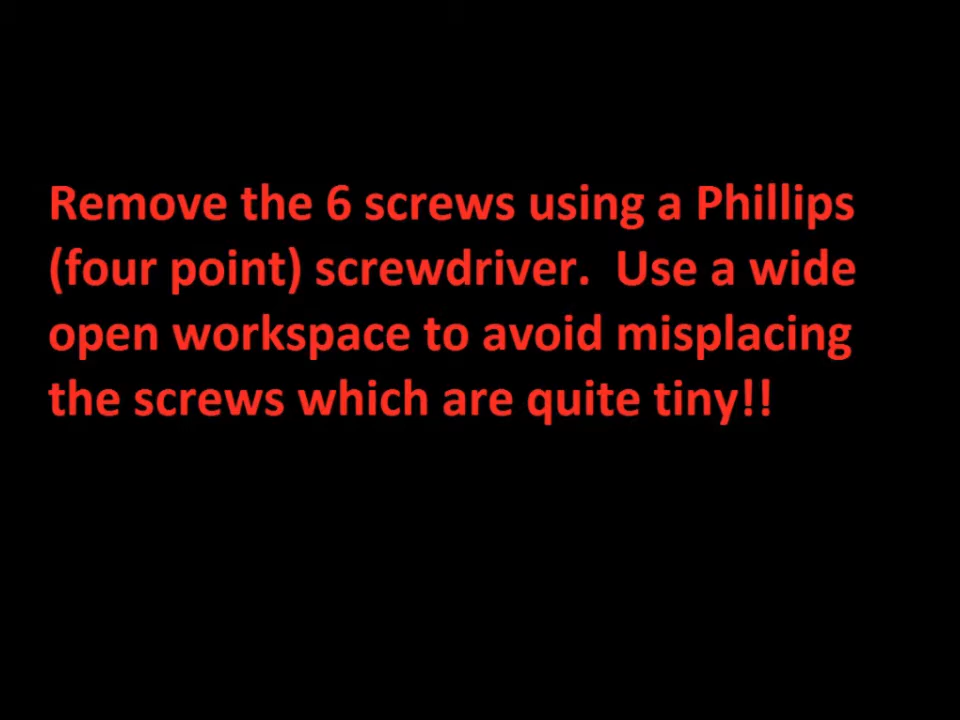 Remove the 6 screws using a Phillips
(four point) screwdriver.  Use a wide
open workspace to avoid misplacing
the screws which are quite tiny!!